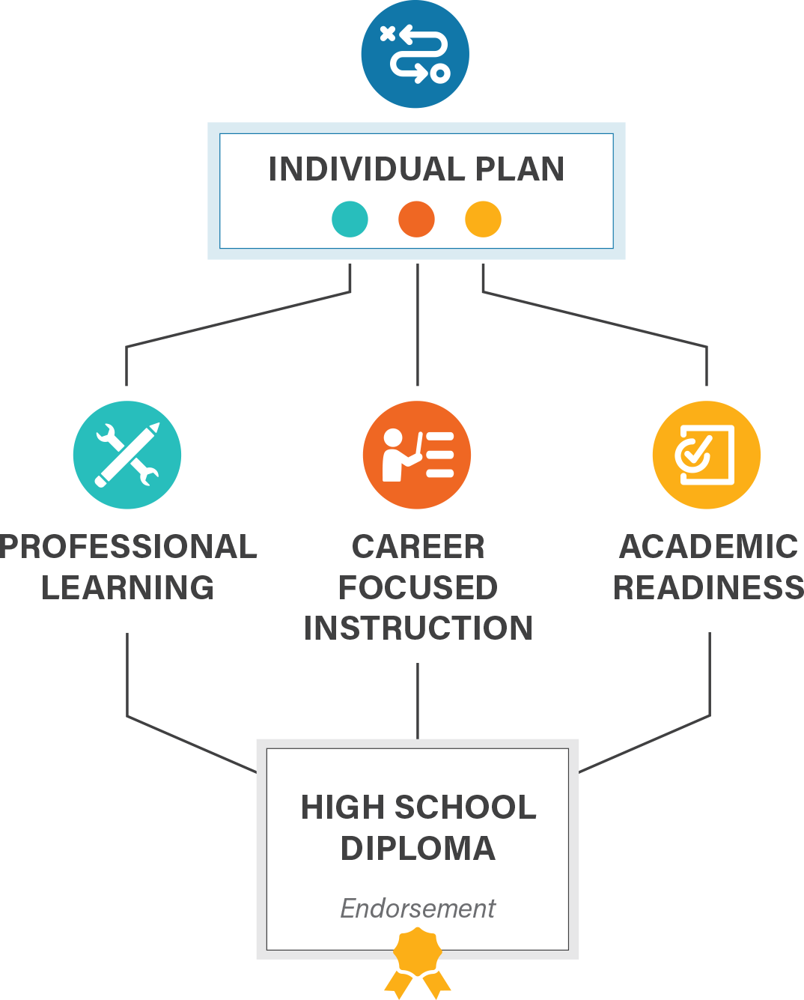 INDIVIDUAL PLAN
PROFESSIONAL
LEARNING
CAREER
FOCUSED
INSTRUCTION
ACADEMIC
READINESS
HIGH SCHOOL
DIPLOMA
Endorsement